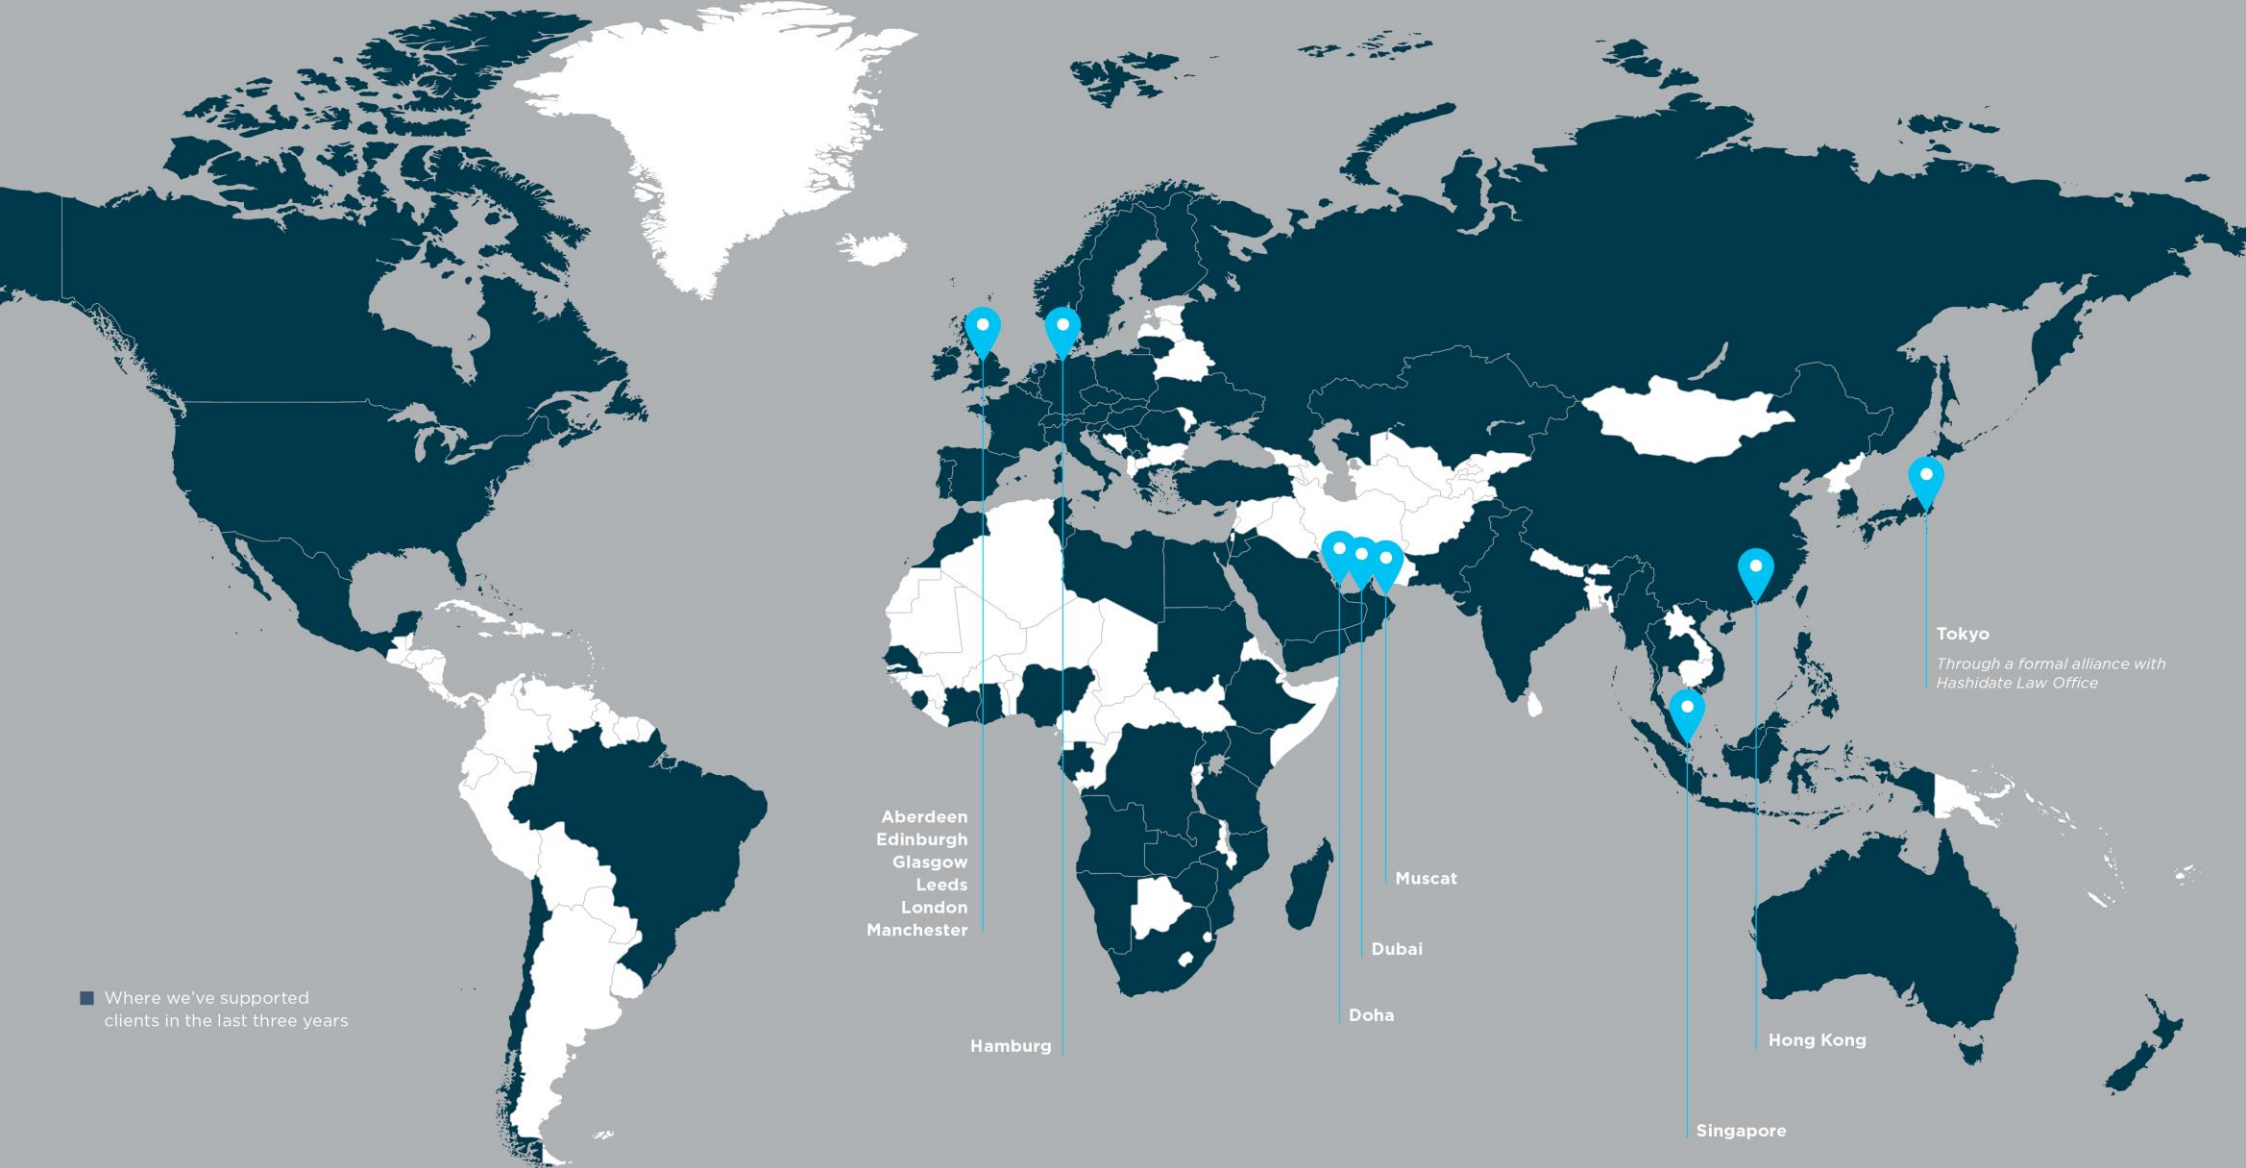 Tokyo
Through a formal alliance with
Hashidate Law Office
Aberdeen
Edinburgh
Glasgow
Leeds
London
Manchester
Muscat
Dubai
Doha
Hamburg
Hong Kong
Singapore
Where we’ve supported
clients in the last three years